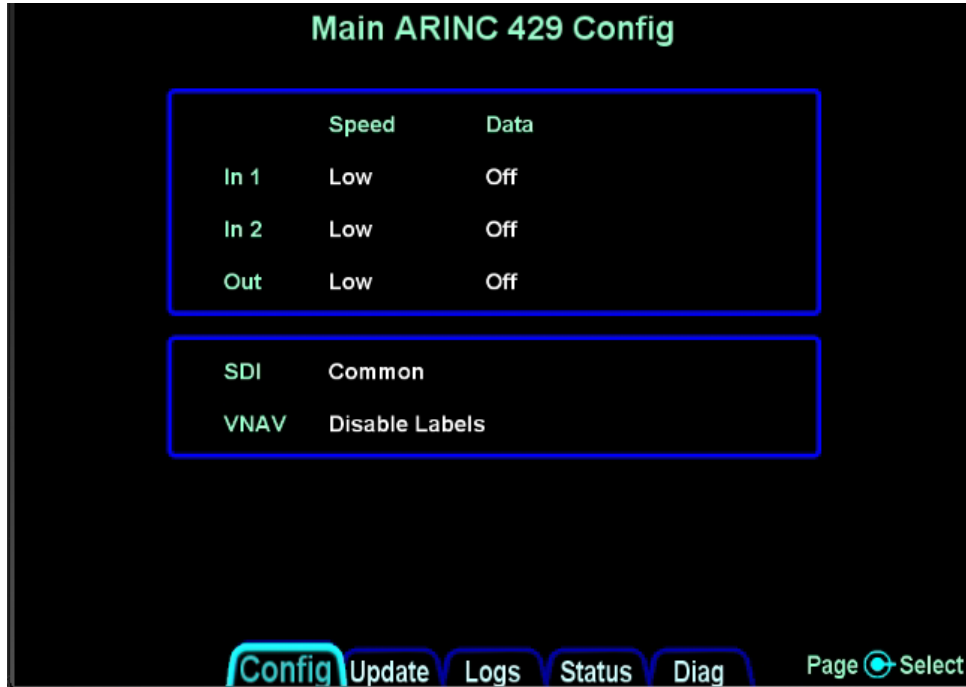 Main ARINC 429 Config
Speed Data
In 1 Low Off
In 2 Low Off
Out Low Off
SDI Common
VNAV Disable Labels
Config Update Logs Status Diag Page Select